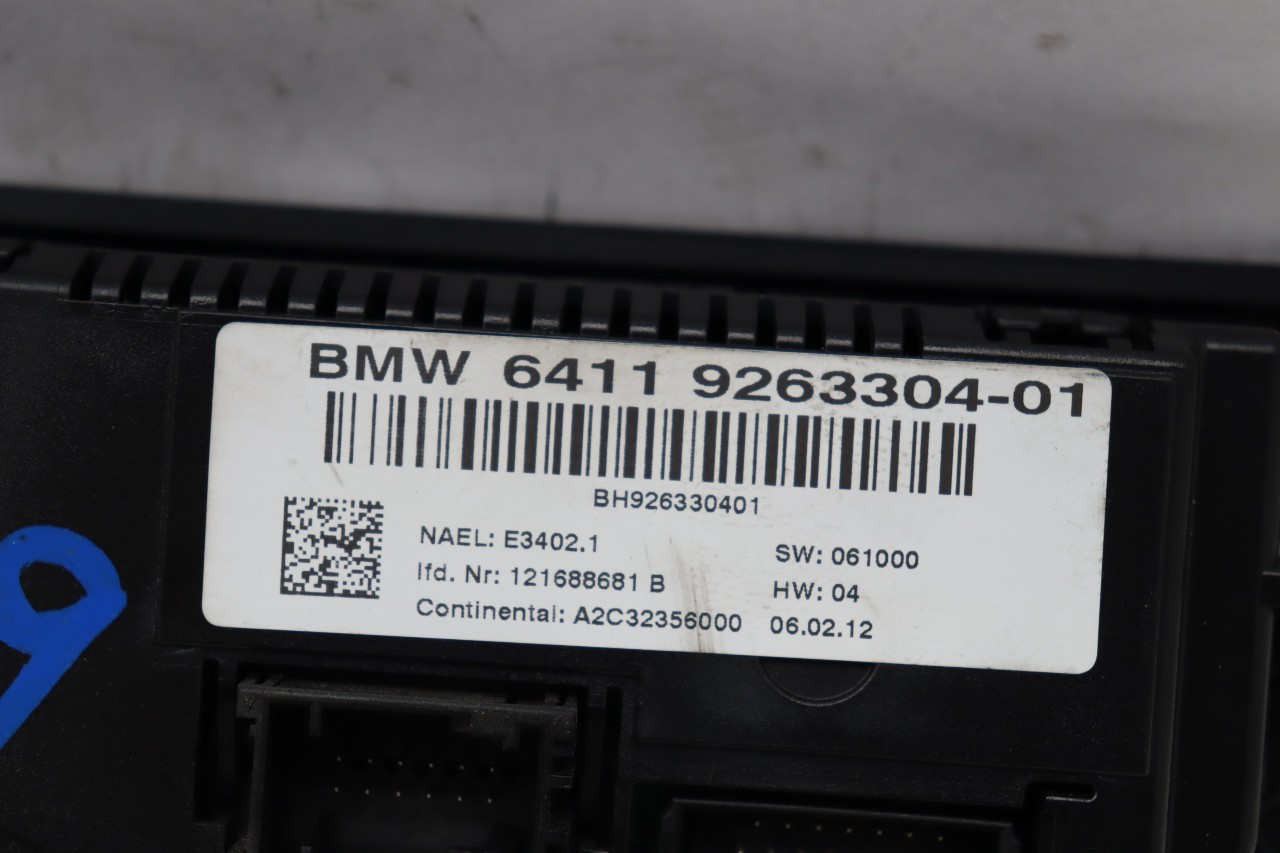 BMW 6411 9263304-01
BH926330401
NAEL: E3402.1 SW: 061000
lfd. Nr: 121688681 B HW: 04
Continental: A2C32356000 06.02.12